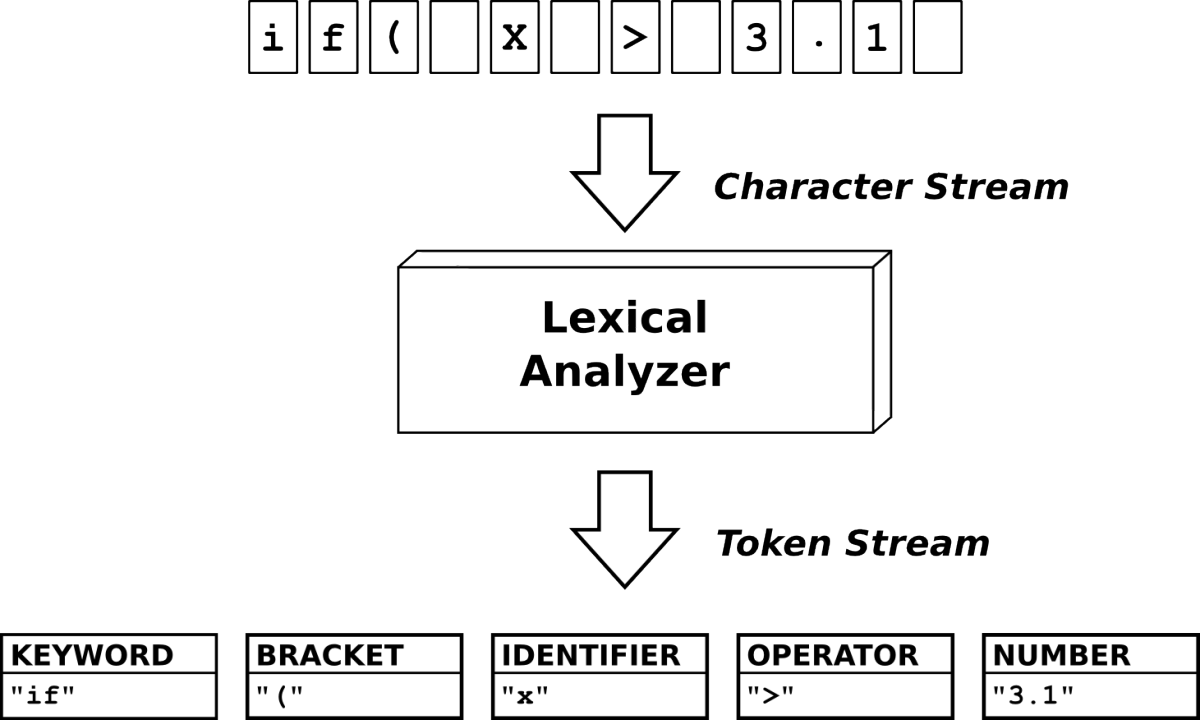 i f (   X   >   3 . 1
Character Stream
Lexical
Analyzer
Token Stream
KEYWORD BRACKET IDENTIFIER OPERATOR NUMBER
"if" "(" "x" ">" "3.1"